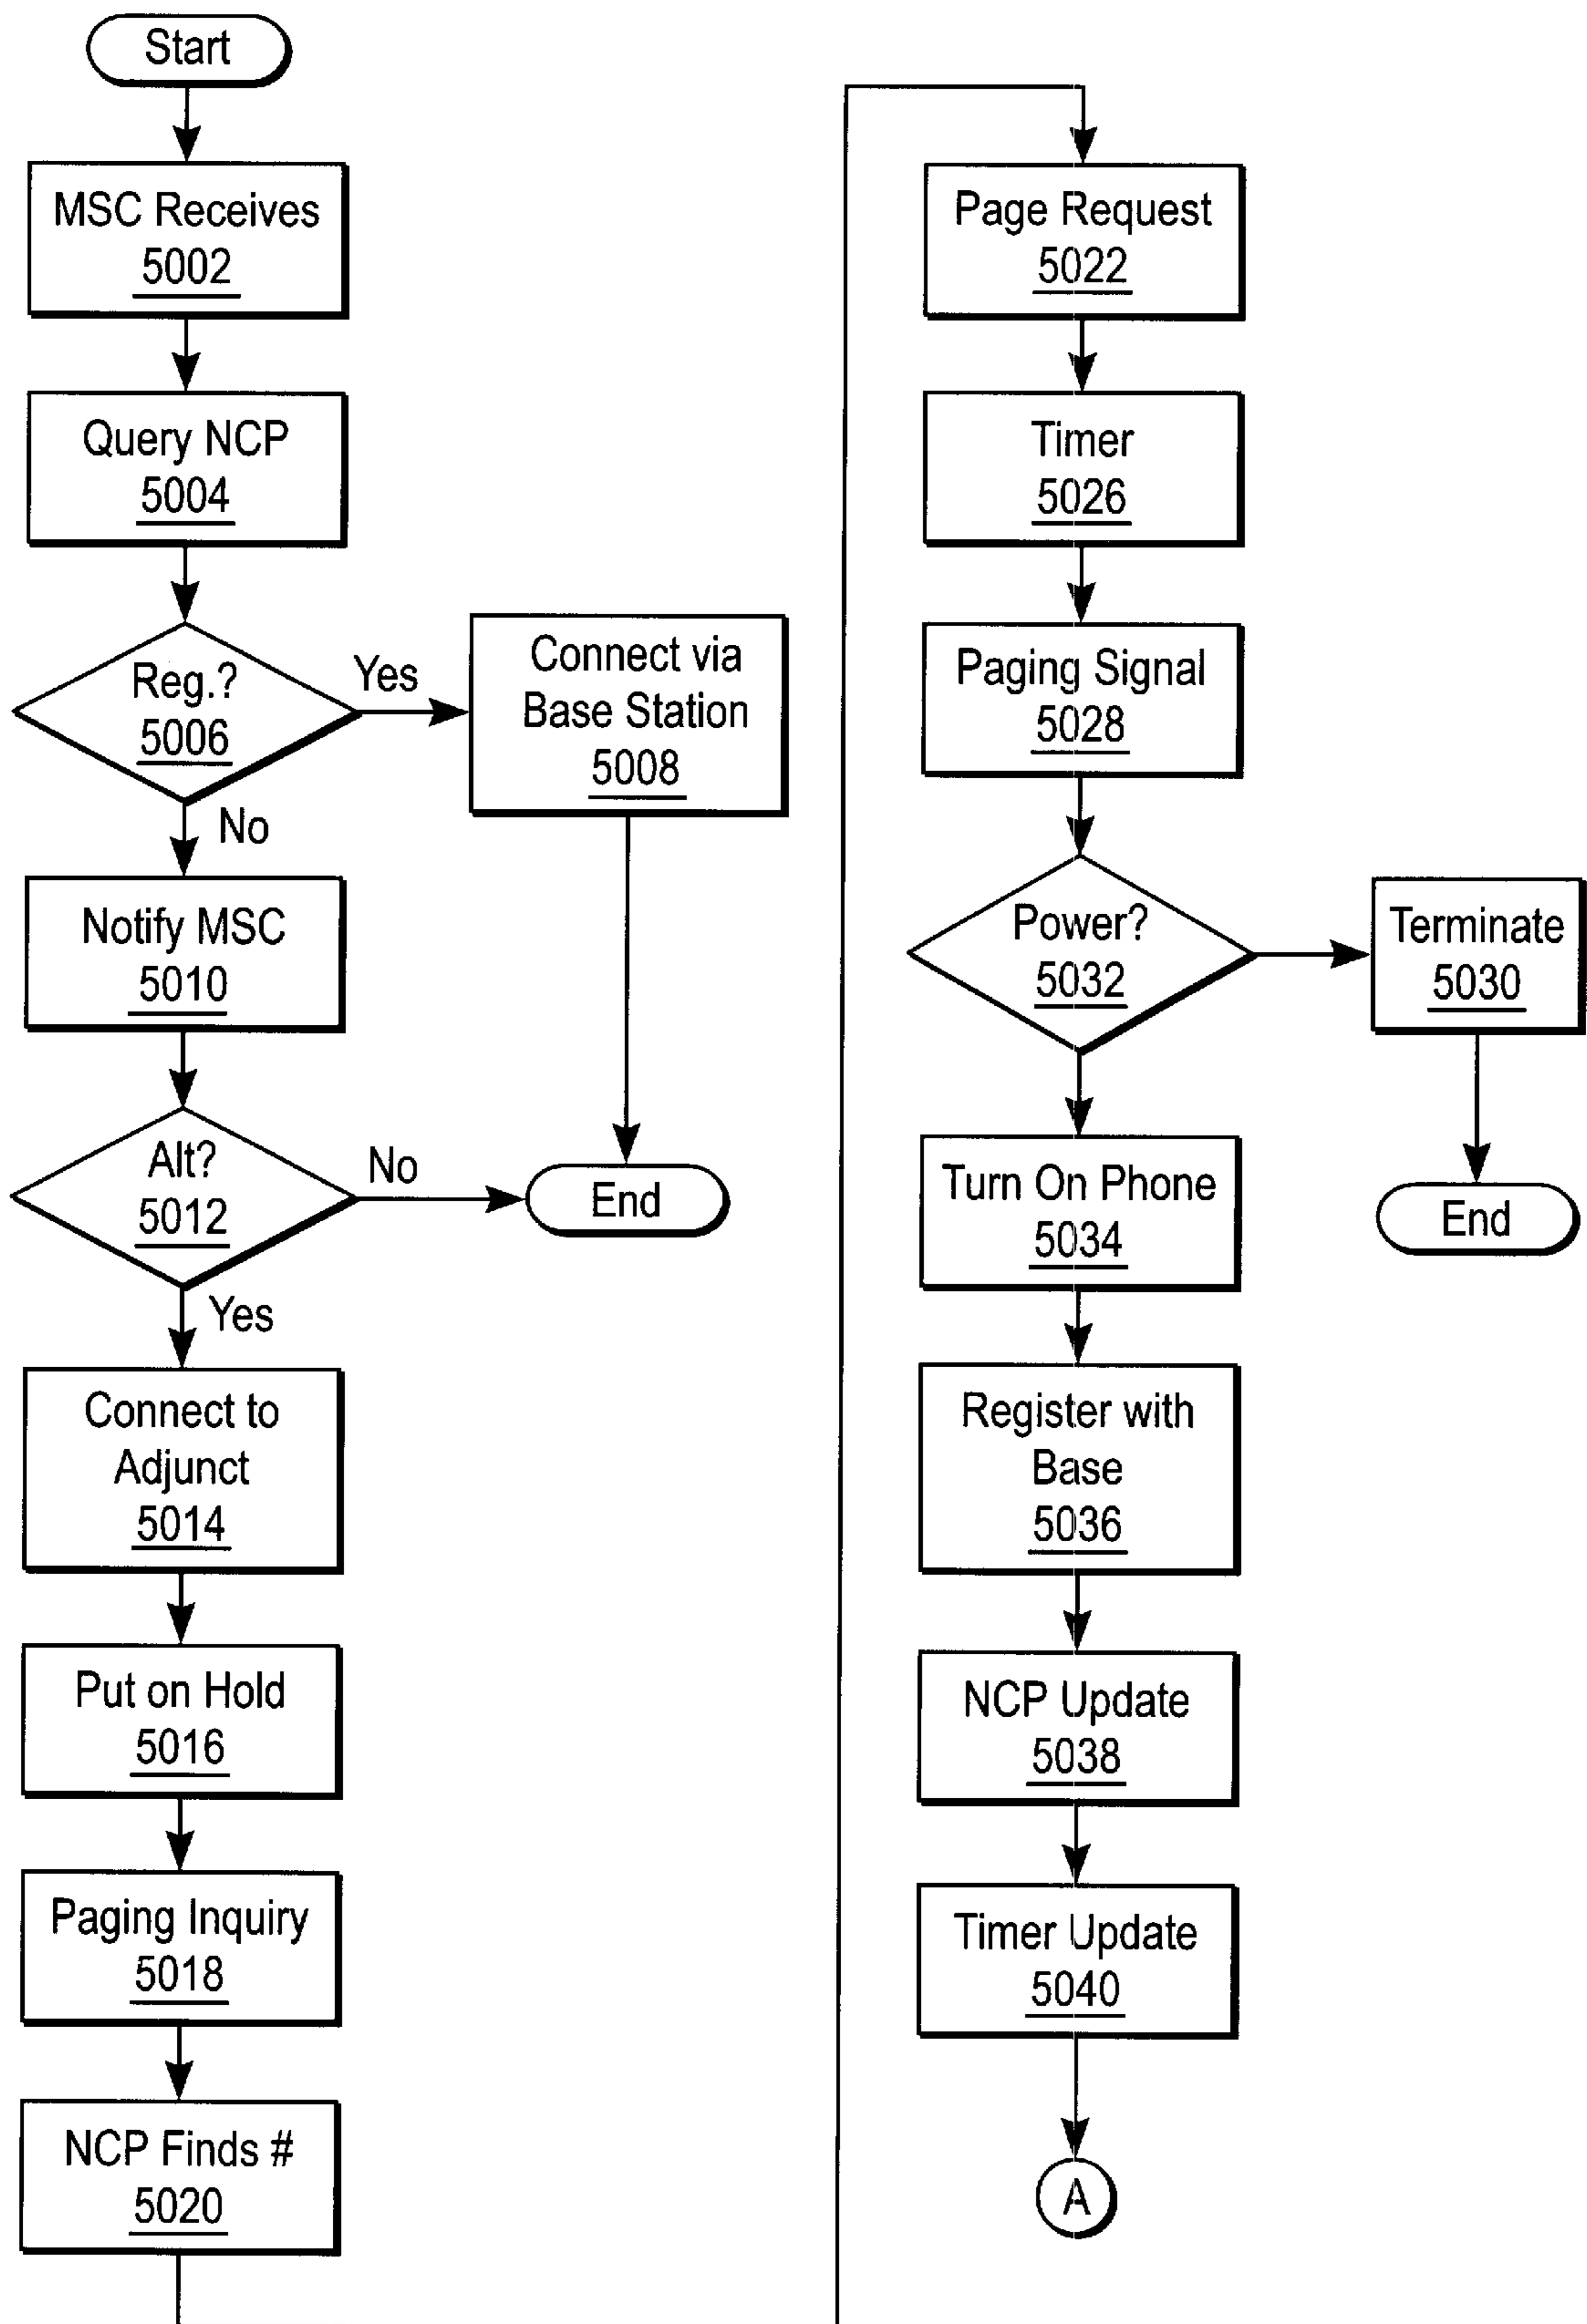 Start
MSC Receives
5002
Query NCP
5004
Reg.?
5006
Yes
Connect via
Base Station
5008
No
Notify MSC
5010
Alt?
5012
No
End
Yes
Connect to
Adjunct
5014
Put on Hold
5016
Paging Inquiry
5018
NCP Finds #
5020
Page Request
5022
Timer
5026
Paging Signal
5028
Power?
5032
Terminate
5030
End
Turn On Phone
5034
Register with
Base
5036
NCP Update
5038
Timer Update
5040
A